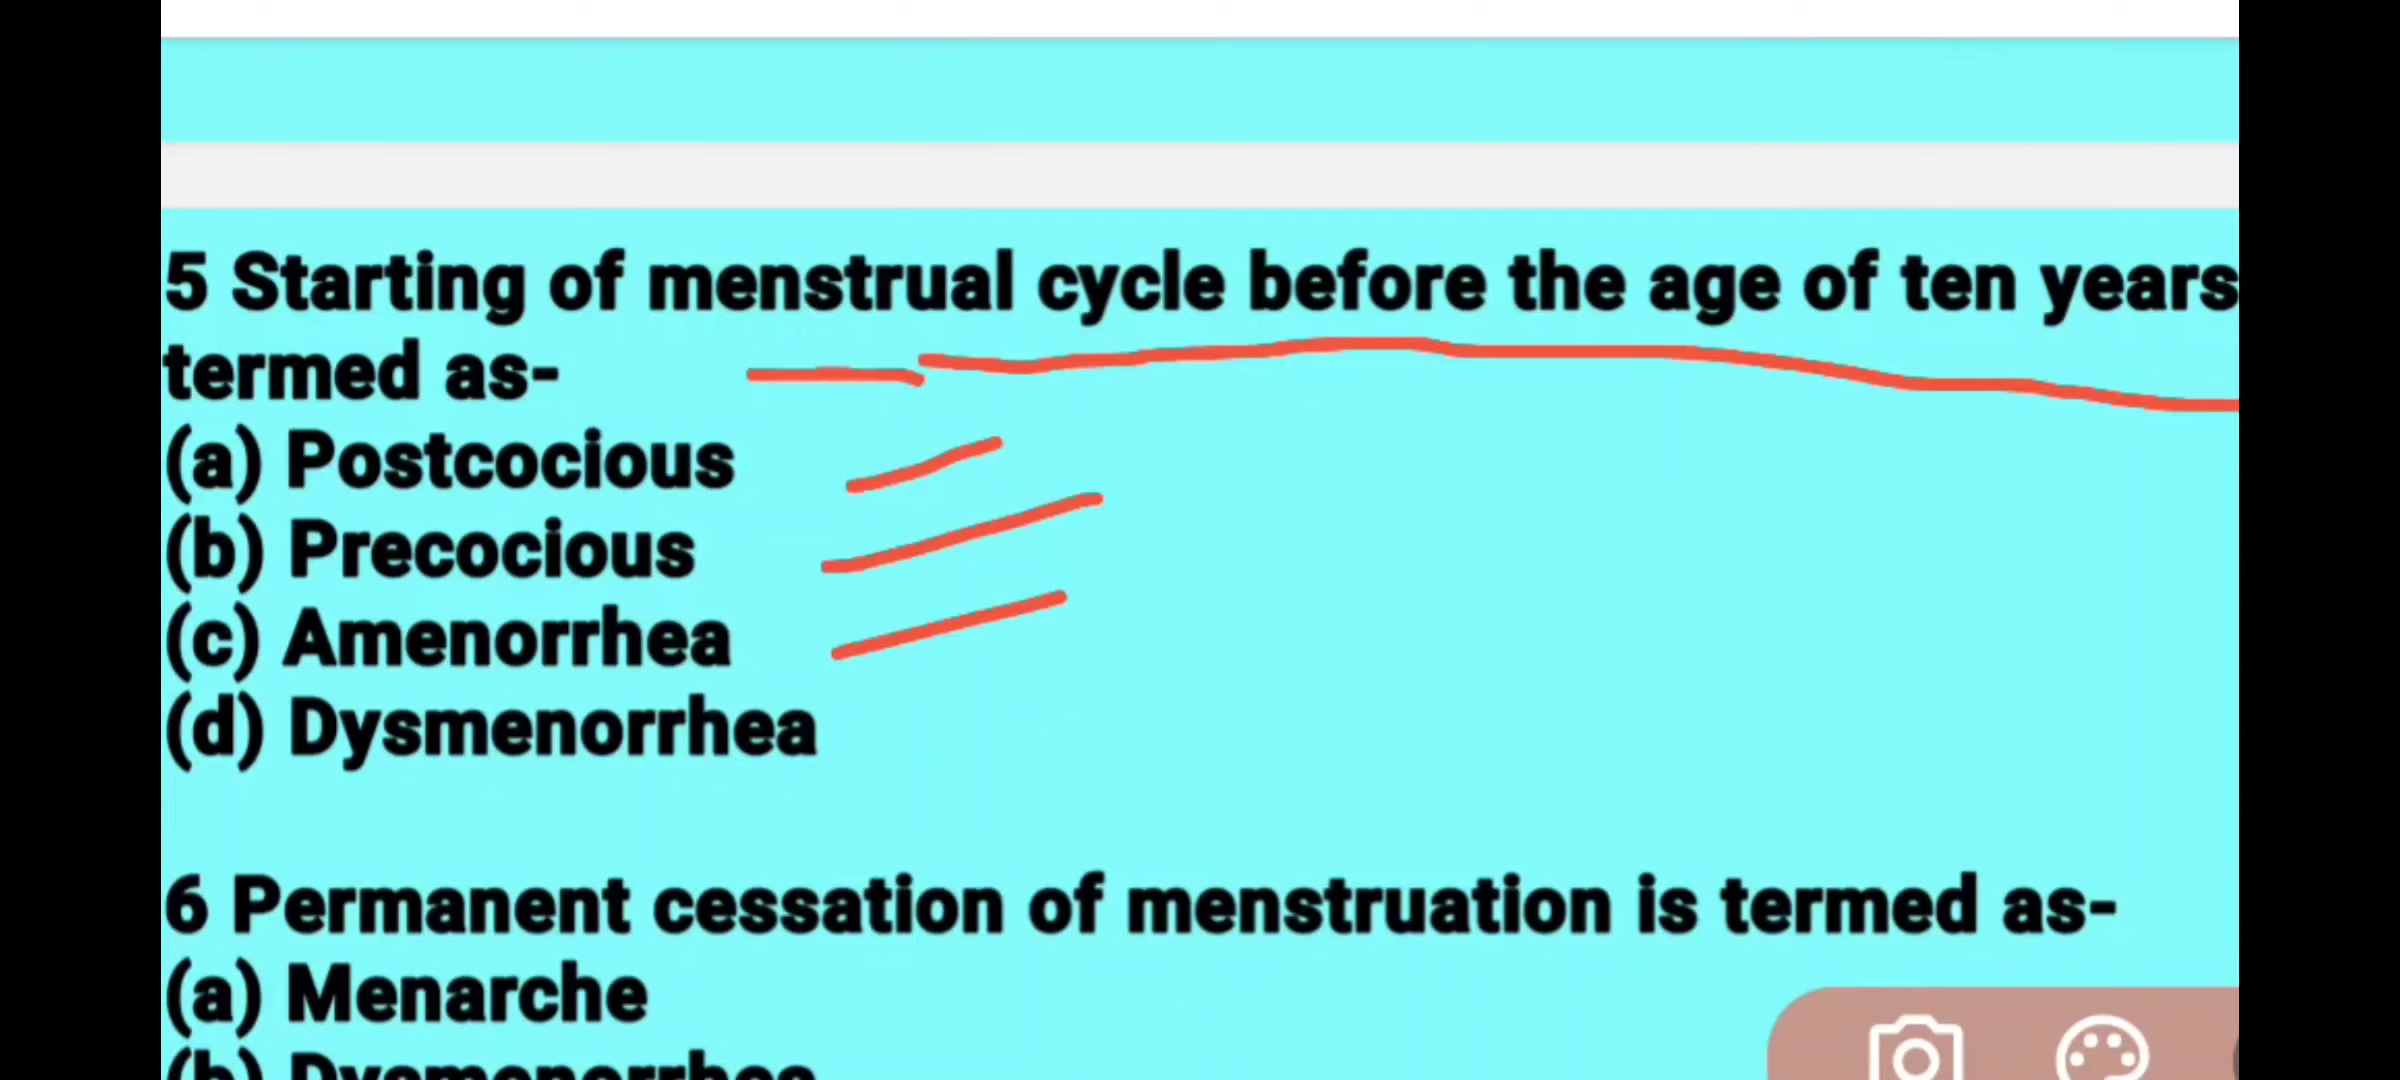 5 Starting of menstrual cycle before the age of ten years
termed as-
(a) Postcocious
(b) Precocious
(c) Amenorrhea
(d) Dysmenorrhea
6 Permanent cessation of menstruation is termed as-
(a) Menarche
(b) Dysmenorrhea